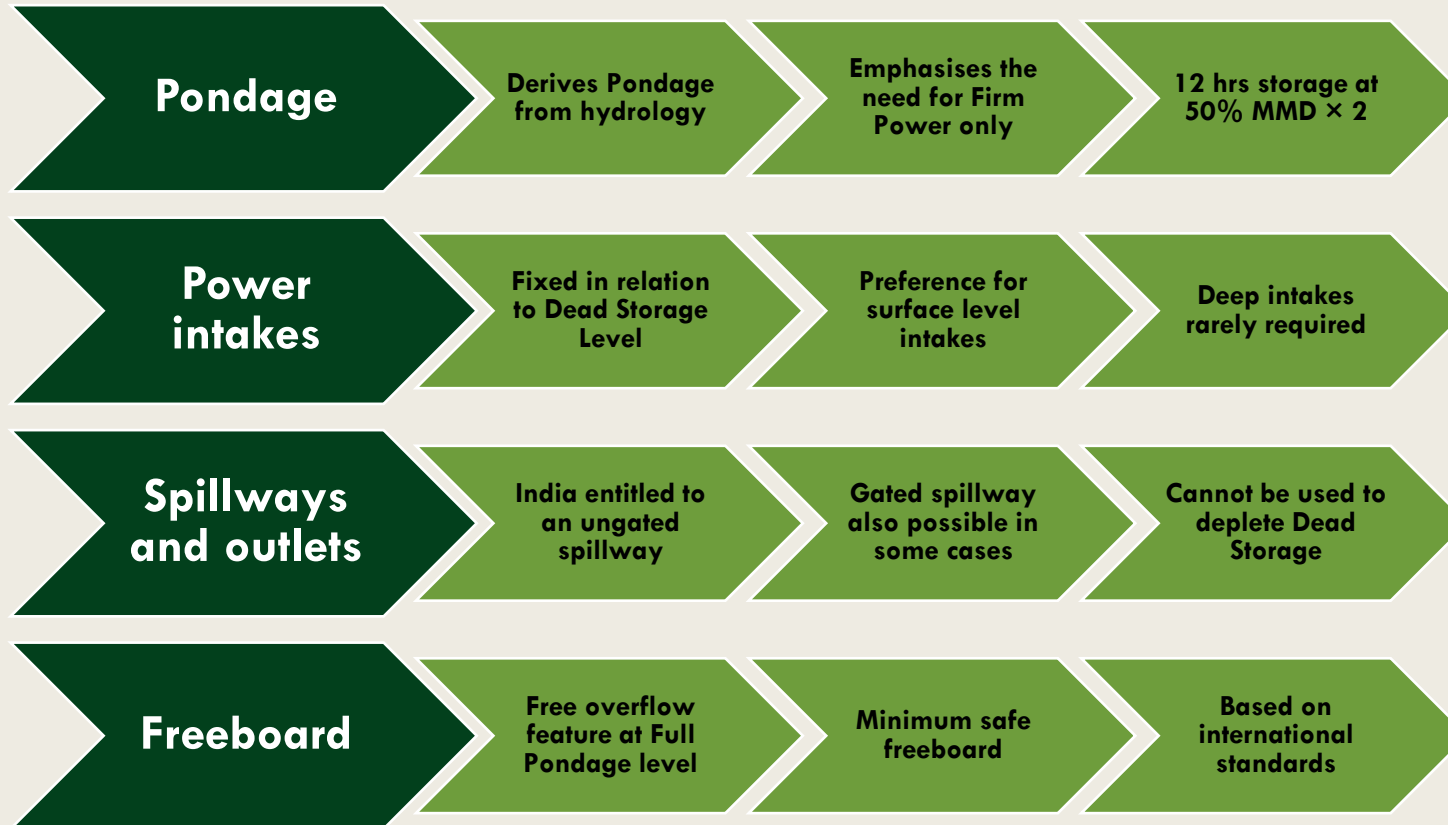 Pondage
Derives Pondage
from hydrology
Emphasises the
need for Firm
Power only
12 hrs storage at
50% MMD × 2
Power
intakes
Fixed in relation
to Dead Storage
Level
Preference for
surface level
intakes
Deep intakes
rarely required
Spillways
and outlets
India entitled to
an ungated
spillway
Gated spillway
also possible in
some cases
Cannot be used to
deplete Dead
Storage
Freeboard
Free overflow
feature at Full
Pondage level
Minimum safe
freeboard
Based on
international
standards